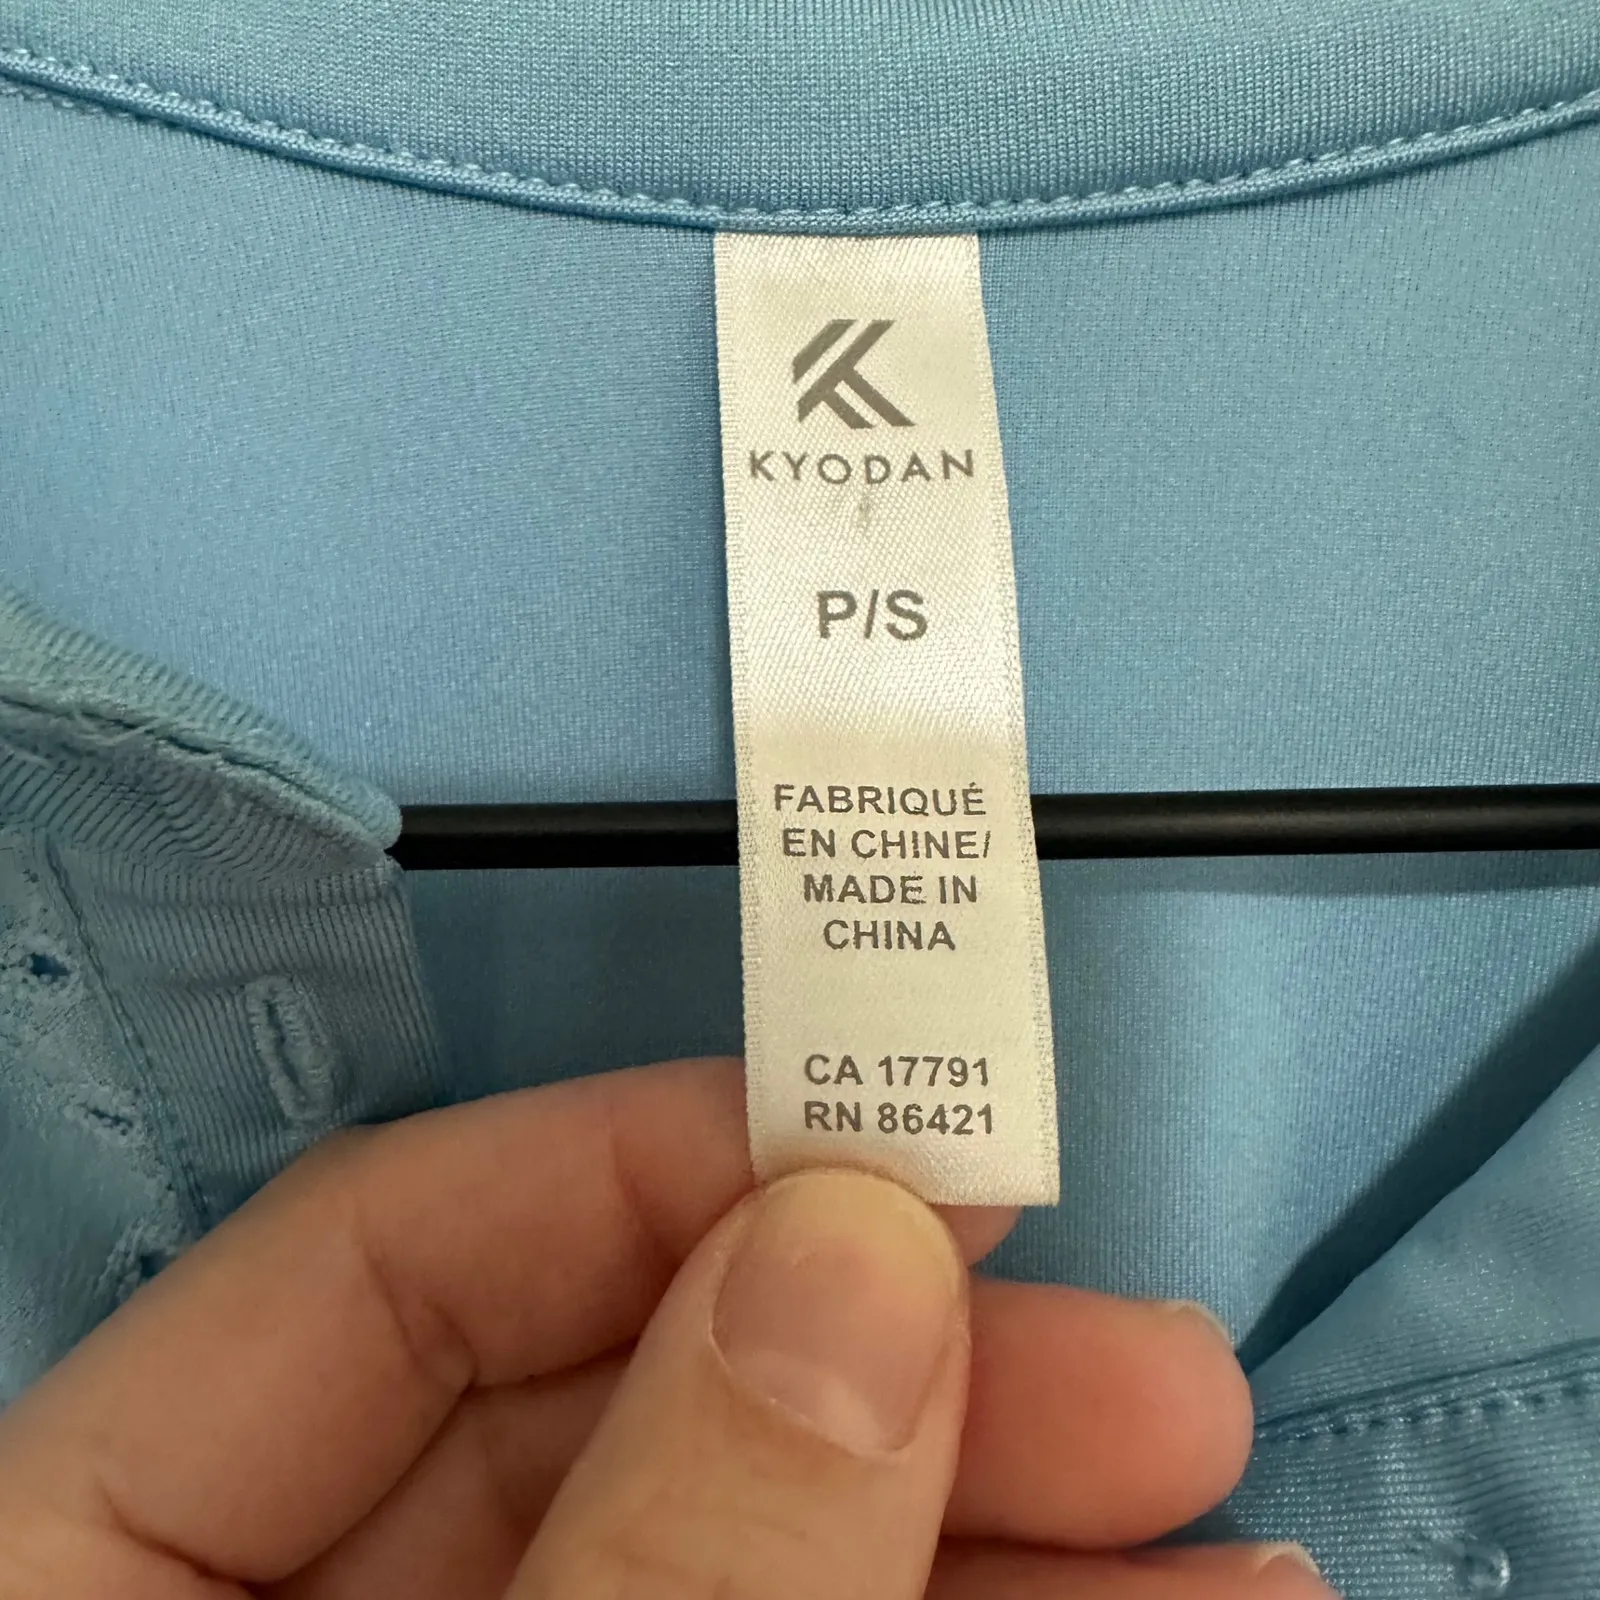 KYODAN
P/S
FABRIQUÉ
EN CHINE/
MADE IN
CHINA
CA 17791
RN 86421